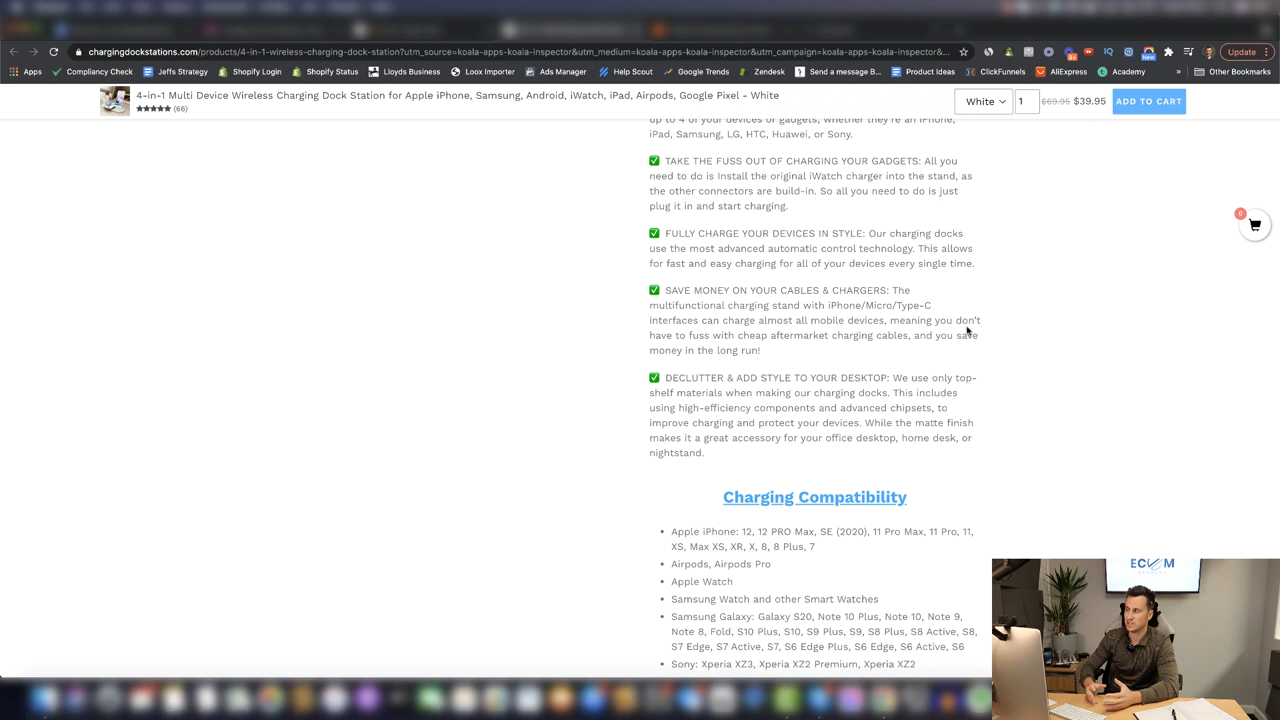 chargingdockstations.com/products/4-in-1-wireless-charging-dock-station?utm_source=koala-apps-koala-inspector&utm_medium=koala-apps-koala-inspector&utm_campaign=koala-apps-koala-inspector&...
Update
Apps Compliancy Check Jeffs Strategy Shopify Login Shopify Status Lloyds Business Loox Importer Ads Manager Help Scout Google Trends Zendesk Send a message B... Product Ideas ClickFunnels AliExpress Academy » Other Bookmarks
4-in-1 Multi Device Wireless Charging Dock Station for Apple iPhone, Samsung, Android, iWatch, iPad, Airpods, Google Pixel - White
★★★★★ (66)
White 1 $69.95 $39.95 ADD TO CART
up to 4 of your devices or gadgets, whether they're an iPhone,
iPad, Samsung, LG, HTC, Huawei, or Sony.
0
✅ TAKE THE FUSS OUT OF CHARGING YOUR GADGETS: All you
need to do is Install the original iWatch charger into the stand, as
the other connectors are build-in. So all you need to do is just
plug it in and start charging.
✅ FULLY CHARGE YOUR DEVICES IN STYLE: Our charging docks
use the most advanced automatic control technology. This allows
for fast and easy charging for all of your devices every single time.
✅ SAVE MONEY ON YOUR CABLES & CHARGERS: The
multifunctional charging stand with iPhone/Micro/Type-C
interfaces can charge almost all mobile devices, meaning you don't
have to fuss with cheap aftermarket charging cables, and you save
money in the long run!
✅ DECLUTTER & ADD STYLE TO YOUR DESKTOP: We use only top-
shelf materials when making our charging docks. This includes
using high-efficiency components and advanced chipsets, to
improve charging and protect your devices. While the matte finish
makes it a great accessory for your office desktop, home desk, or
nightstand.
Charging Compatibility
• Apple iPhone: 12, 12 PRO Max, SE (2020), 11 Pro Max, 11 Pro, 11,
XS, Max XS, XR, X, 8, 8 Plus, 7
• Airpods, Airpods Pro
• Apple Watch
• Samsung Watch and other Smart Watches
• Samsung Galaxy: Galaxy S20, Note 10 Plus, Note 10, Note 9,
Note 8, Fold, S10 Plus, S10, S9 Plus, S9, S8 Plus, S8 Active, S8,
S7 Edge, S7 Active, S7, S6 Edge Plus, S6 Edge, S6 Active, S6
• Sony: Xperia XZ3, Xperia XZ2 Premium, Xperia XZ2
ECOM